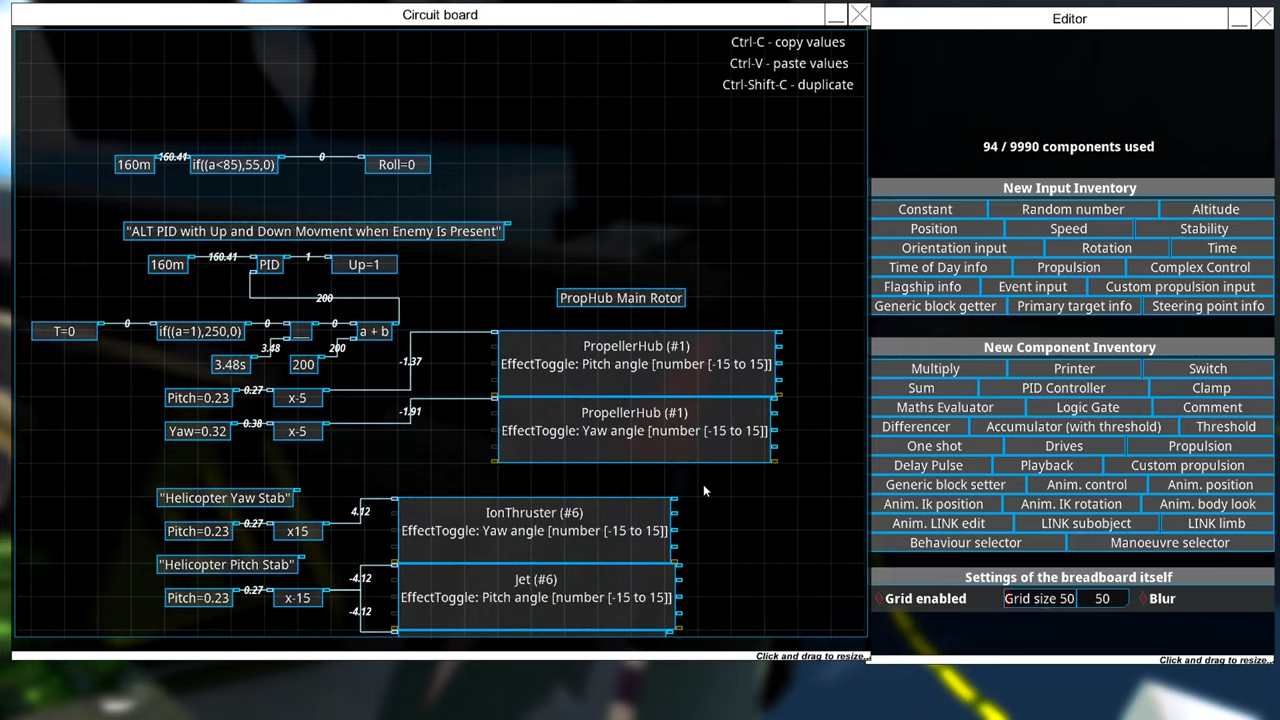 Circuit board
Ctrl-C - copy values
Ctrl-V - paste values
Ctrl-Shift-C - duplicate
160m 160.41 if((a<85),55,0) 0 Roll=0
"ALT PID with Up and Down Movment when Enemy Is Present"
160m 160.41 PID 1 Up=1
200
PropHub Main Rotor
T=0 0 if((a=1),250,0) 0 __ 0 a + b
3.48 200
3.48s 200
PropellerHub (#1)
EffectToggle: Pitch angle [number [-15 to 15]]
-1.37
Pitch=0.23 0.27 x-5
PropellerHub (#1)
EffectToggle: Yaw angle [number [-15 to 15]]
-1.91
Yaw=0.32 0.38 x-5
"Helicopter Yaw Stab"
4.12
IonThruster (#6)
EffectToggle: Yaw angle [number [-15 to 15]]
Pitch=0.23 0.27 x15
"Helicopter Pitch Stab"
-4.12
Jet (#6)
EffectToggle: Pitch angle [number [-15 to 15]]
Pitch=0.23 0.27 x-15
-4.12
Click and drag to resize...
Editor
94 / 9990 components used
New Input Inventory
Constant Random number Altitude
Position Speed Stability
Orientation input Rotation Time
Time of Day info Propulsion Complex Control
Flagship info Event input Custom propulsion input
Generic block getter Primary target info Steering point info
New Component Inventory
Multiply Printer Switch
Sum PID Controller Clamp
Maths Evaluator Logic Gate Comment
Differencer Accumulator (with threshold) Threshold
One shot Drives Propulsion
Delay Pulse Playback Custom propulsion
Generic block setter Anim. control Anim. position
Anim. Ik position Anim. IK rotation Anim. body look
Anim. LINK edit LINK subobject LINK limb
Behaviour selector Manoeuvre selector
Settings of the breadboard itself
Grid enabled Grid size 50 50 Blur
Click and drag to resize...